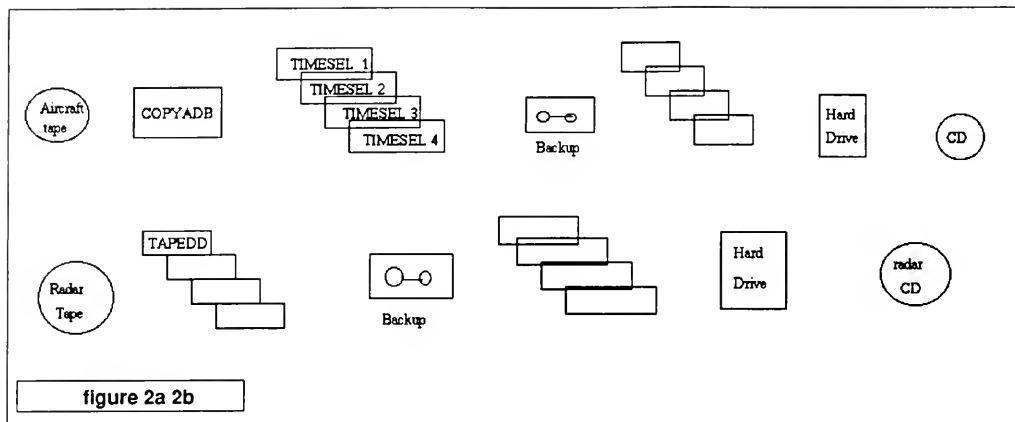 Aircraft
tape
COPYADB
TIMESEL 1
TIMESEL 2
TIMESEL 3
TIMESEL 4
Backup
Hard
Drive
CD
Radar
Tape
TAPEDD
Backup
Hard
Drive
radar
CD
figure 2a 2b